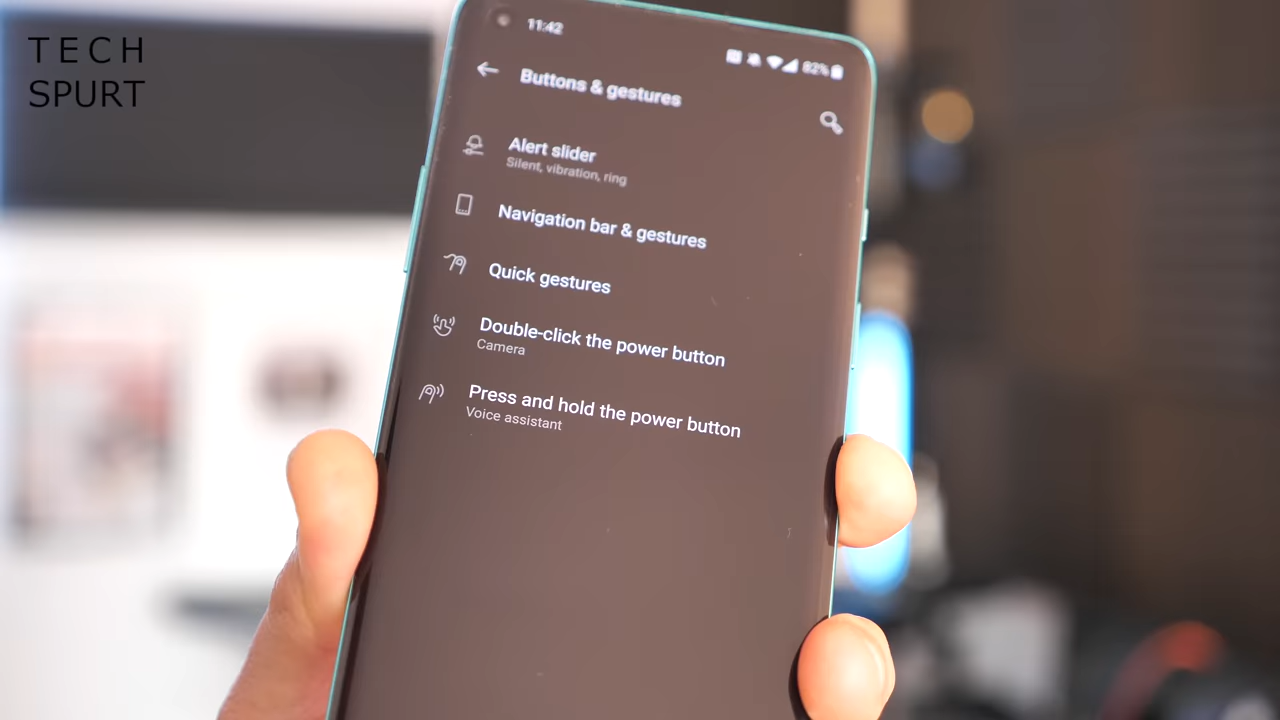 TECH
SPURT
11:42
82%
Buttons & gestures
Alert slider
Silent, vibration, ring
Navigation bar & gestures
Quick gestures
Double-click the power button
Camera
Press and hold the power button
Voice assistant